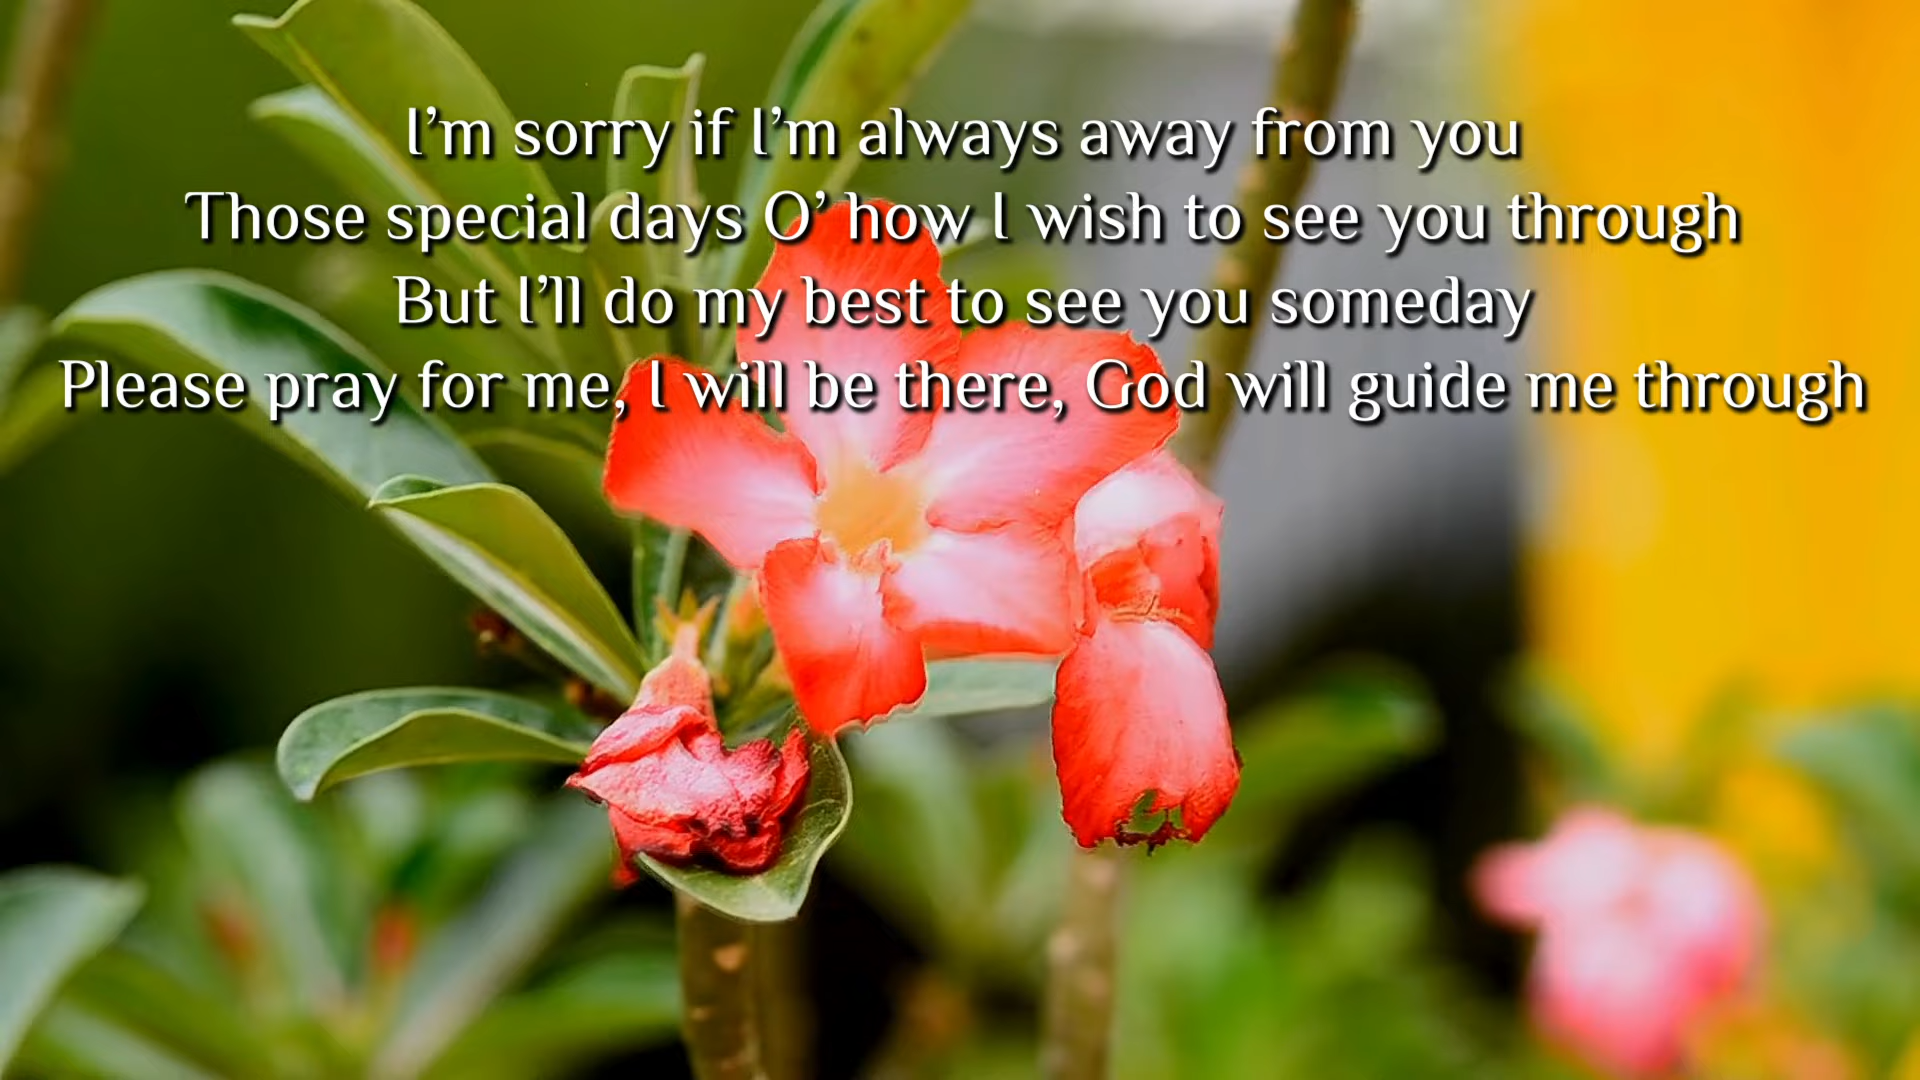 I’m sorry if I’m always away from you
Those special days O’ how I wish to see you through
But I’ll do my best to see you someday
Please pray for me, I will be there, God will guide me through